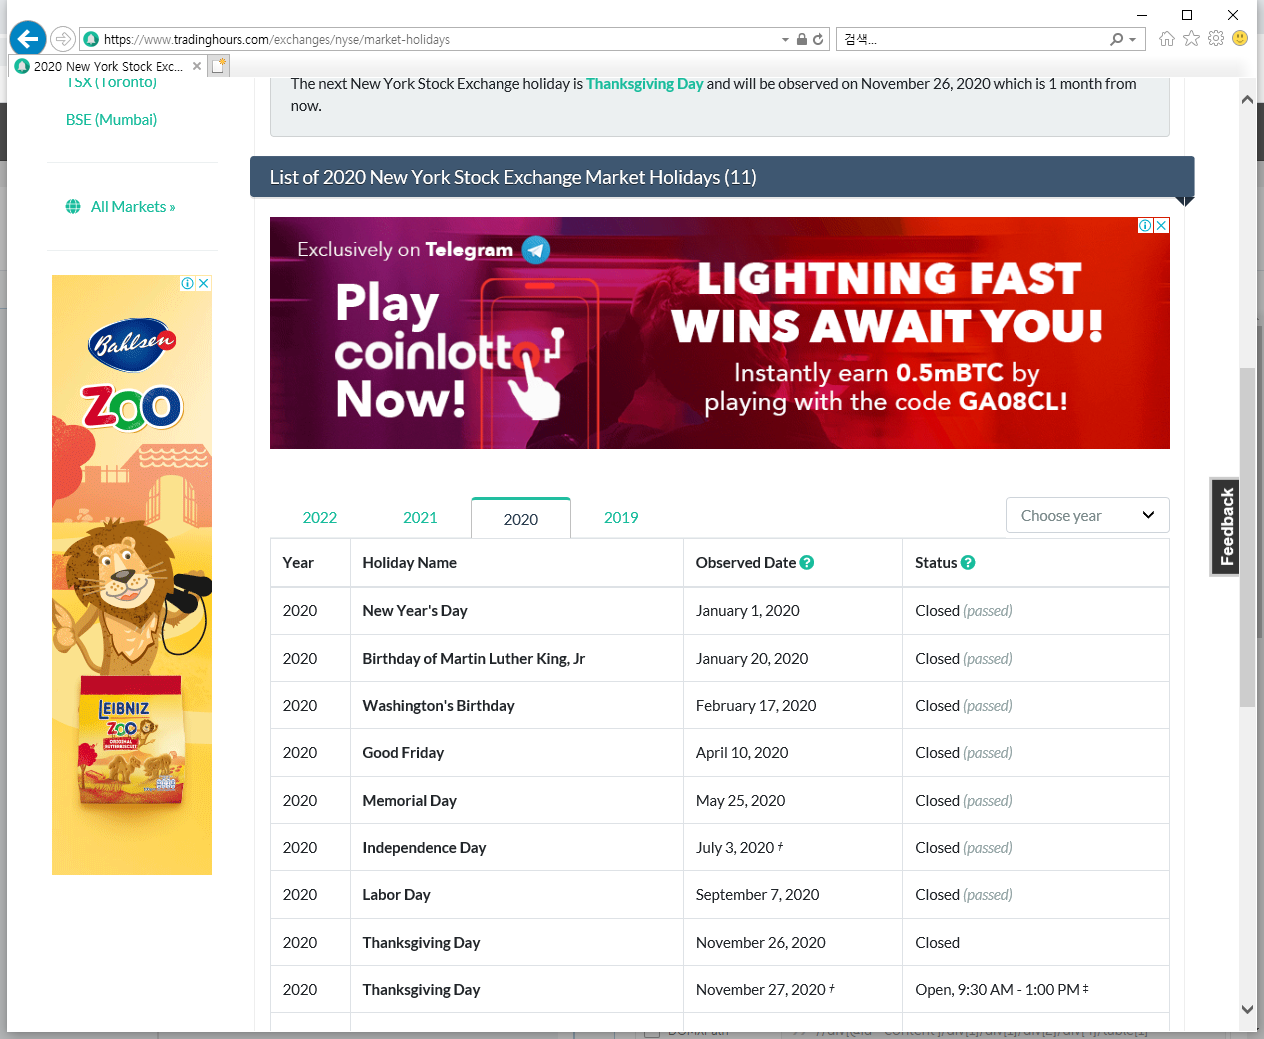 https://www.tradinghours.com/exchanges/nyse/market-holidays
검색...
2020 New York Stock Exc...
TSX (Toronto)
BSE (Mumbai)
All Markets »
The next New York Stock Exchange holiday is Thanksgiving Day and will be observed on November 26, 2020 which is 1 month from
now.
List of 2020 New York Stock Exchange Market Holidays (11)
Exclusively on Telegram
Play
coinlotto
Now!
LIGHTNING FAST
WINS AWAIT YOU!
Instantly earn 0.5mBTC by
playing with the code GA08CL!
Bahlsen
ZOO
LEIBNIZ
ZOO
ORIGINAL
BUTTERBISCUIT
2022 2021 2020 2019 Choose year
Year Holiday Name Observed Date ? Status ?
2020 New Year's Day January 1, 2020 Closed (passed)
2020 Birthday of Martin Luther King, Jr January 20, 2020 Closed (passed)
2020 Washington's Birthday February 17, 2020 Closed (passed)
2020 Good Friday April 10, 2020 Closed (passed)
2020 Memorial Day May 25, 2020 Closed (passed)
2020 Independence Day July 3, 2020 † Closed (passed)
2020 Labor Day September 7, 2020 Closed (passed)
2020 Thanksgiving Day November 26, 2020 Closed
2020 Thanksgiving Day November 27, 2020 † Open, 9:30 AM - 1:00 PM ‡
Feedback